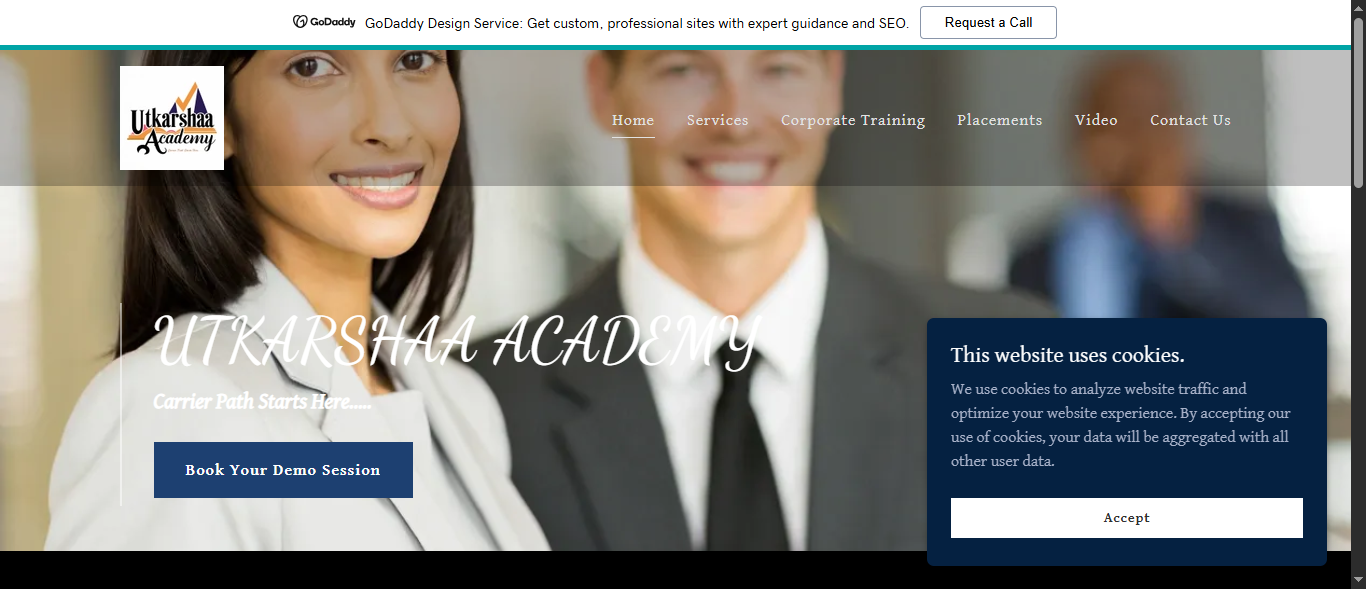 GoDaddy GoDaddy Design Service: Get custom, professional sites with expert guidance and SEO. Request a Call
Utkarshaa
Academy
Home Services Corporate Training Placements Video Contact Us
UTKARSHAA ACADEMY
Carrier Path Starts Here.....
Book Your Demo Session
This website uses cookies.
We use cookies to analyze website traffic and
optimize your website experience. By accepting our
use of cookies, your data will be aggregated with all
other user data.
Accept